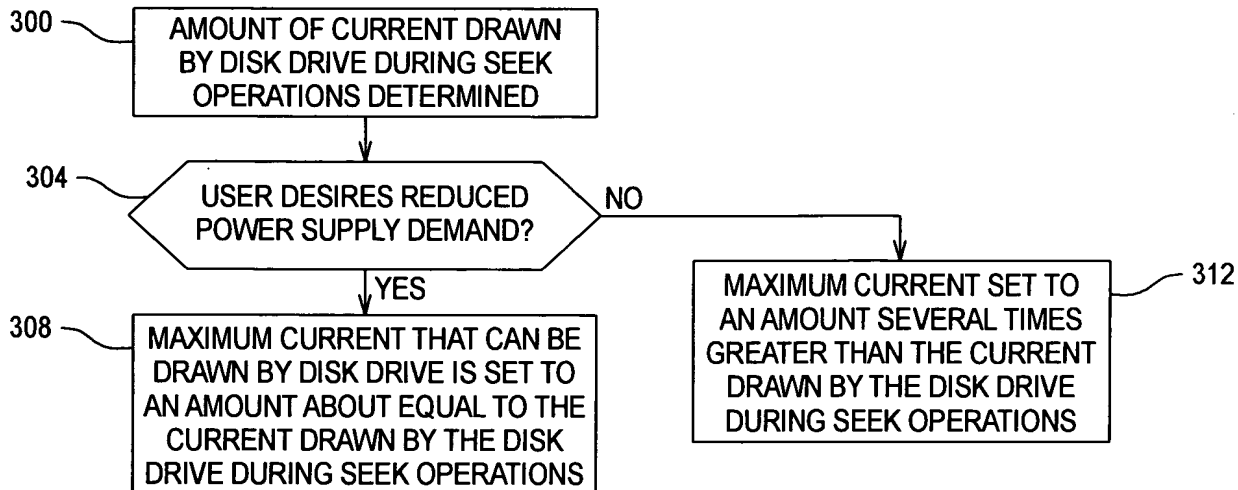 300
AMOUNT OF CURRENT DRAWN
BY DISK DRIVE DURING SEEK
OPERATIONS DETERMINED
304
USER DESIRES REDUCED
POWER SUPPLY DEMAND?
NO
YES
308
MAXIMUM CURRENT THAT CAN BE
DRAWN BY DISK DRIVE IS SET TO
AN AMOUNT ABOUT EQUAL TO THE
CURRENT DRAWN BY THE DISK
DRIVE DURING SEEK OPERATIONS
312
MAXIMUM CURRENT SET TO
AN AMOUNT SEVERAL TIMES
GREATER THAN THE CURRENT
DRAWN BY THE DISK DRIVE
DURING SEEK OPERATIONS